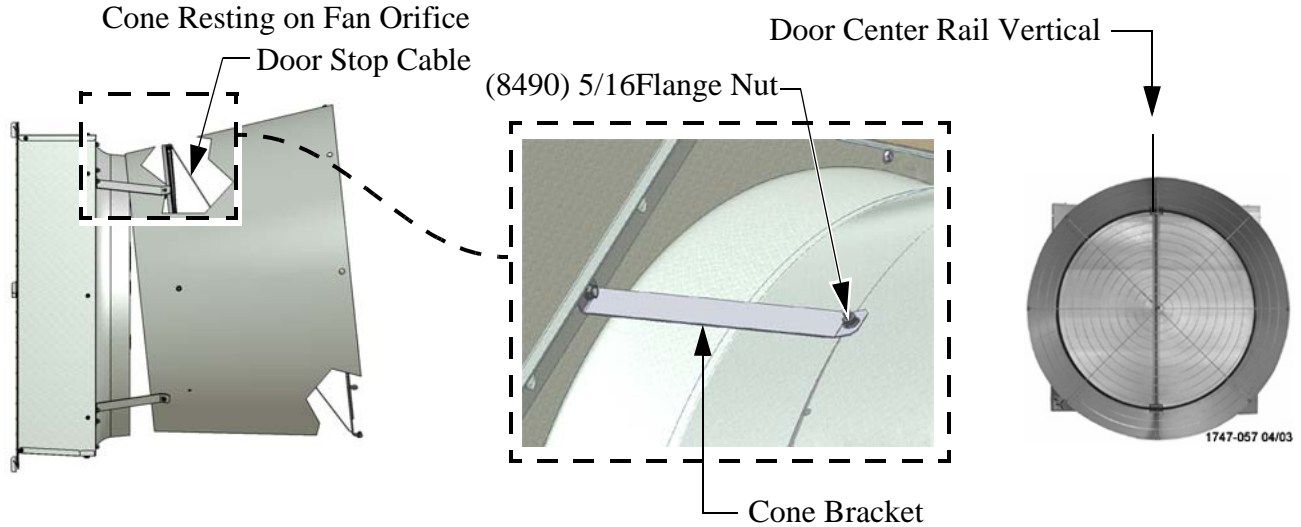 Cone Resting on Fan Orifice
Door Stop Cable
Door Center Rail Vertical
(8490) 5/16Flange Nut
1747-057 04/03
Cone Bracket